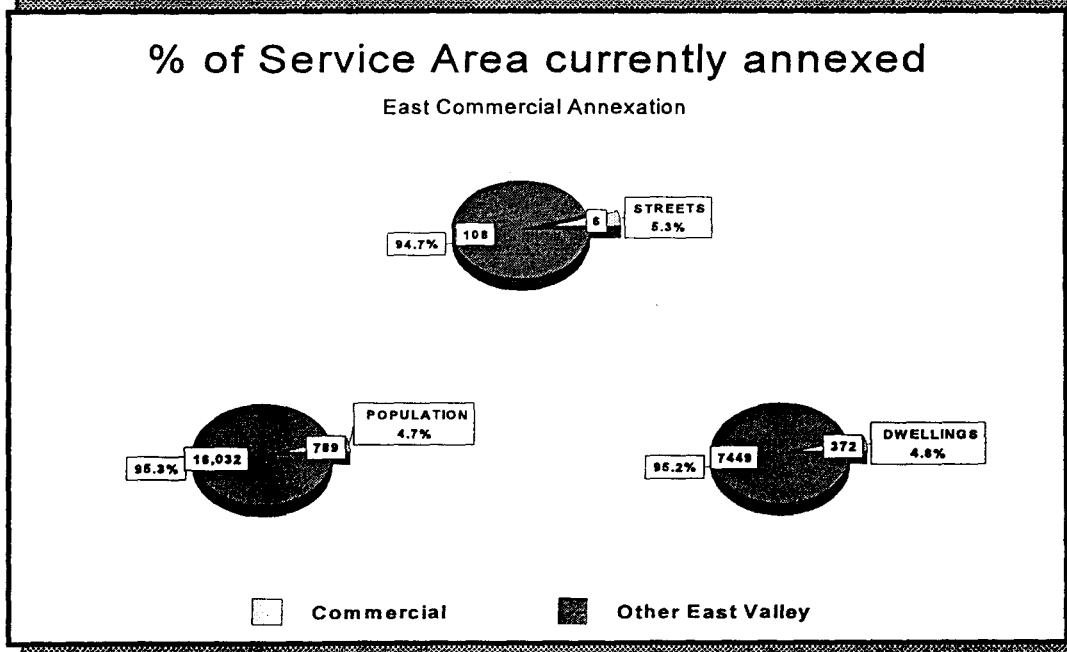 % of Service Area currently annexed
East Commercial Annexation
STREETS
5.3%
6
108
94.7%
POPULATION
4.7%
789
16,032
95.3%
DWELLINGS
4.8%
372
7449
95.2%
Commercial
Other East Valley